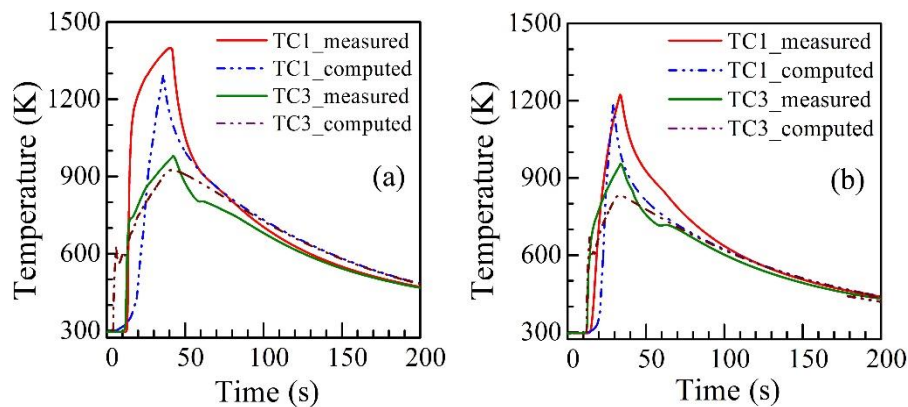 1500
1200
900
600
300
Temperature (K)
TC1_measured
TC1_computed
TC3_measured
TC3_computed
(a)
0 50 100 150 200
Time (s)
1500
1200
900
600
300
Temperature (K)
TC1_measured
TC1_computed
TC3_measured
TC3_computed
(b)
0 50 100 150 200
Time (s)